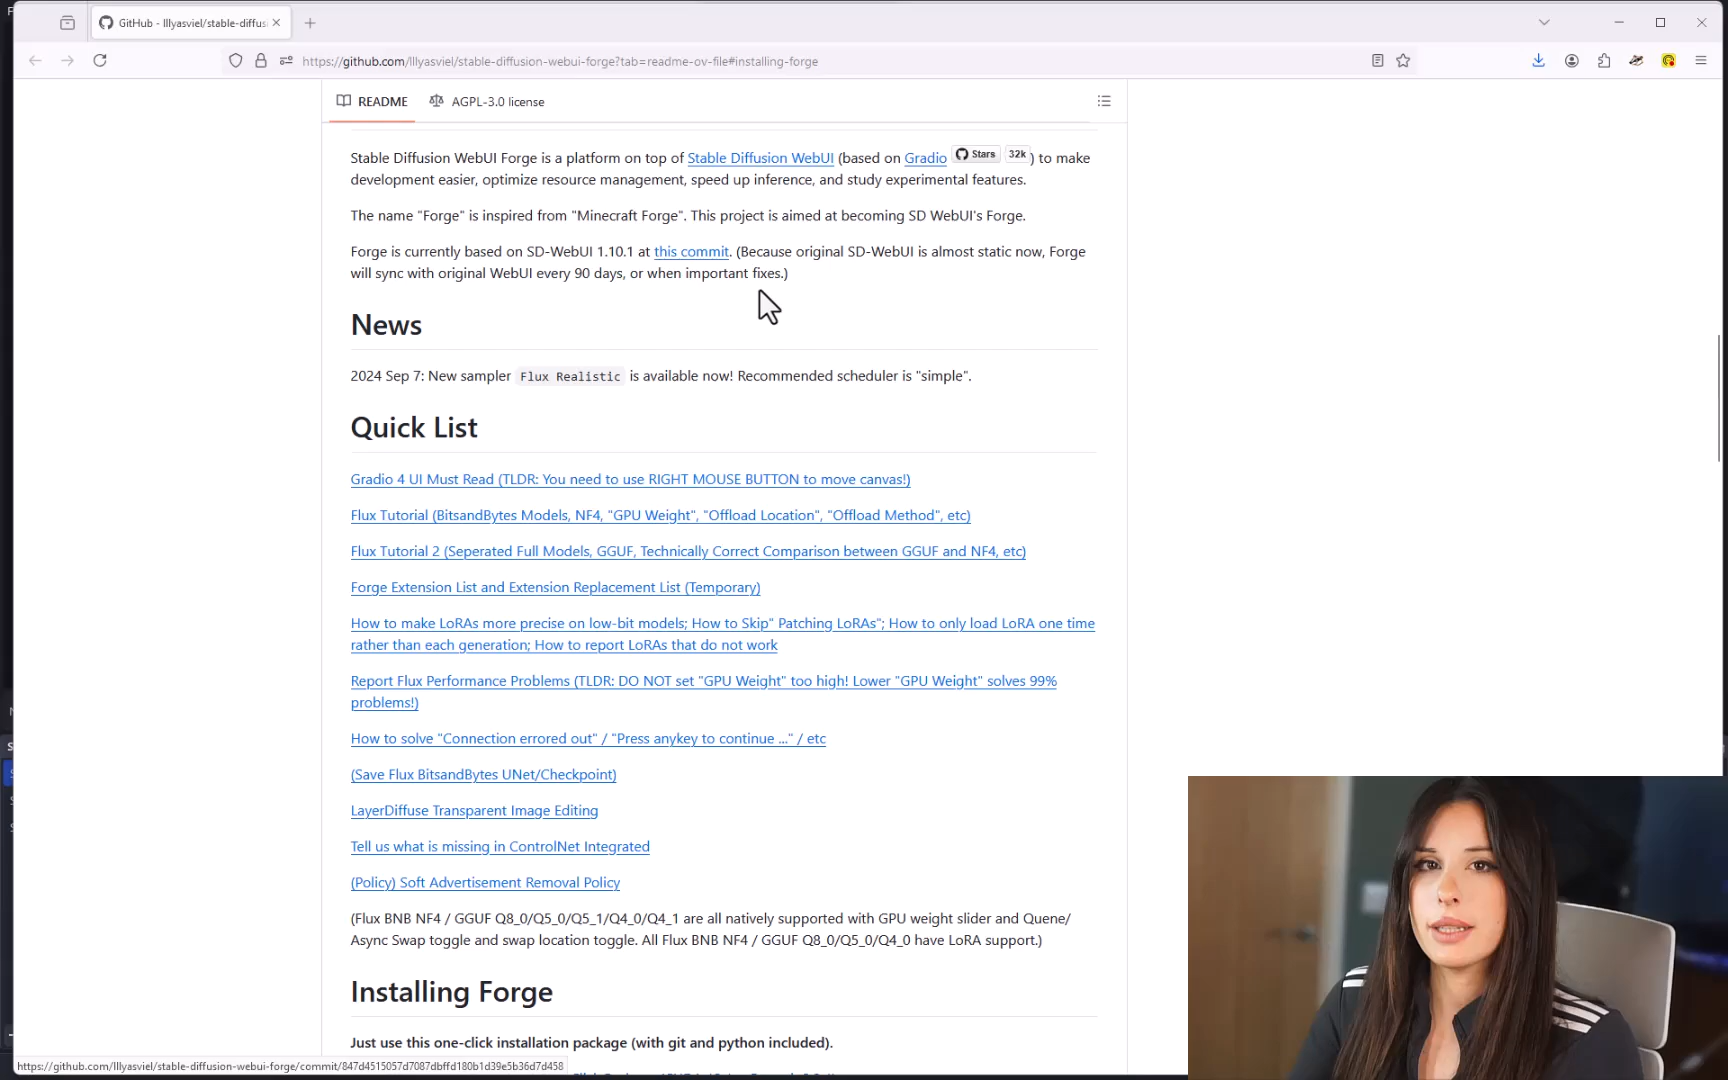 GitHub - lllyasviel/stable-diffus
https://github.com/lllyasviel/stable-diffusion-webui-forge?tab=readme-ov-file#installing-forge
README
AGPL-3.0 license
Stable Diffusion WebUI Forge is a platform on top of Stable Diffusion WebUI (based on Gradio Stars 32k) to make
development easier, optimize resource management, speed up inference, and study experimental features.
The name "Forge" is inspired from "Minecraft Forge". This project is aimed at becoming SD WebUI's Forge.
Forge is currently based on SD-WebUI 1.10.1 at this commit. (Because original SD-WebUI is almost static now, Forge
will sync with original WebUI every 90 days, or when important fixes.)
News
2024 Sep 7: New sampler Flux Realistic is available now! Recommended scheduler is "simple".
Quick List
Gradio 4 UI Must Read (TLDR: You need to use RIGHT MOUSE BUTTON to move canvas!)
Flux Tutorial (BitsandBytes Models, NF4, "GPU Weight", "Offload Location", "Offload Method", etc)
Flux Tutorial 2 (Seperated Full Models, GGUF, Technically Correct Comparison between GGUF and NF4, etc)
Forge Extension List and Extension Replacement List (Temporary)
How to make LoRAs more precise on low-bit models; How to Skip" Patching LoRAs"; How to only load LoRA one time
rather than each generation; How to report LoRAs that do not work
Report Flux Performance Problems (TLDR: DO NOT set "GPU Weight" too high! Lower "GPU Weight" solves 99%
problems!)
How to solve "Connection errored out" / "Press anykey to continue ..." / etc
(Save Flux BitsandBytes UNet/Checkpoint)
LayerDiffuse Transparent Image Editing
Tell us what is missing in ControlNet Integrated
(Policy) Soft Advertisement Removal Policy
(Flux BNB NF4 / GGUF Q8_0/Q5_0/Q5_1/Q4_0/Q4_1 are all natively supported with GPU weight slider and Quene/
Async Swap toggle and swap location toggle. All Flux BNB NF4 / GGUF Q8_0/Q5_0/Q4_0 have LoRA support.)
Installing Forge
Just use this one-click installation package (with git and python included).
https://github.com/lllyasviel/stable-diffusion-webui-forge/commit/847d4515057d7087dbffd180b1d39e5b36d7d458